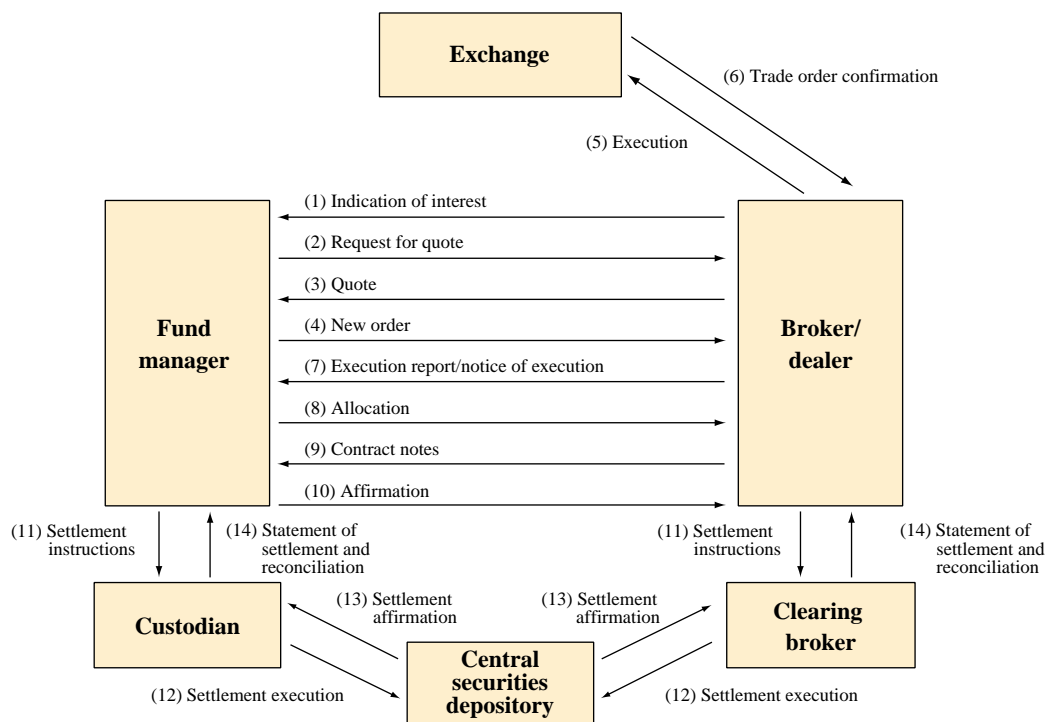 Exchange
(6) Trade order confirmation
(5) Execution
(1) Indication of interest
(2) Request for quote
(3) Quote
(4) New order
(7) Execution report/notice of execution
(8) Allocation
(9) Contract notes
(10) Affirmation
Fund
manager
Broker/
dealer
(11) Settlement
instructions
(14) Statement of
settlement and
reconciliation
(11) Settlement
instructions
(14) Statement of
settlement and
reconciliation
Custodian
(13) Settlement
affirmation
(13) Settlement
affirmation
Clearing
broker
Central
securities
depository
(12) Settlement execution
(12) Settlement execution